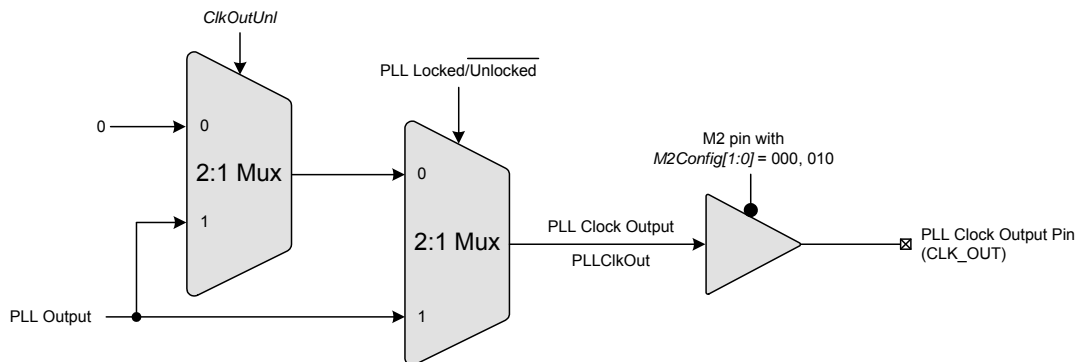 ClkOutUnl
PLL Locked/Unlocked
0
0
2:1 Mux
1
M2 pin with
M2Config[1:0] = 000, 010
0
2:1 Mux
1
PLL Clock Output
PLLClkOut
PLL Clock Output Pin
(CLK_OUT)
PLL Output